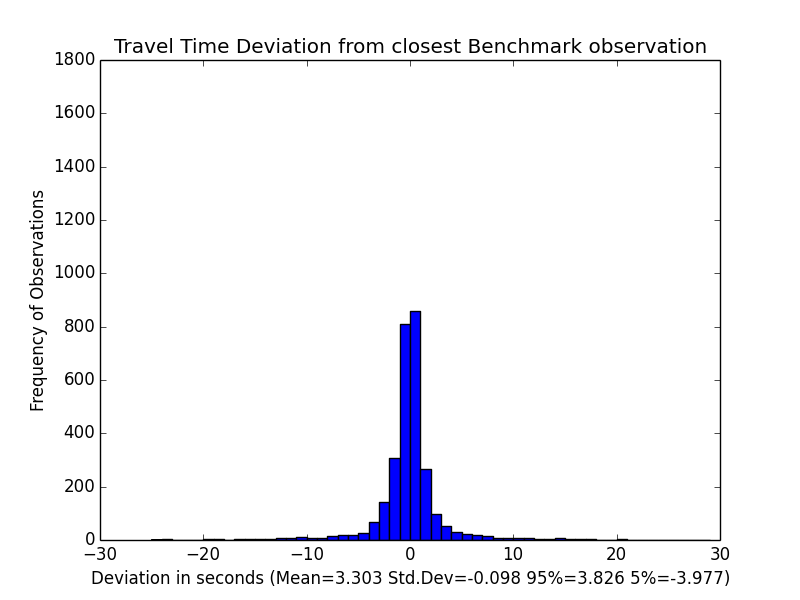 Travel Time Deviation from closest Benchmark observation
1800
1600
1400
1200
1000
800
600
400
200
0
Frequency of Observations
−30 −20 −10 0 10 20 30
Deviation in seconds (Mean=3.303 Std.Dev=-0.098 95%=3.826 5%=-3.977)